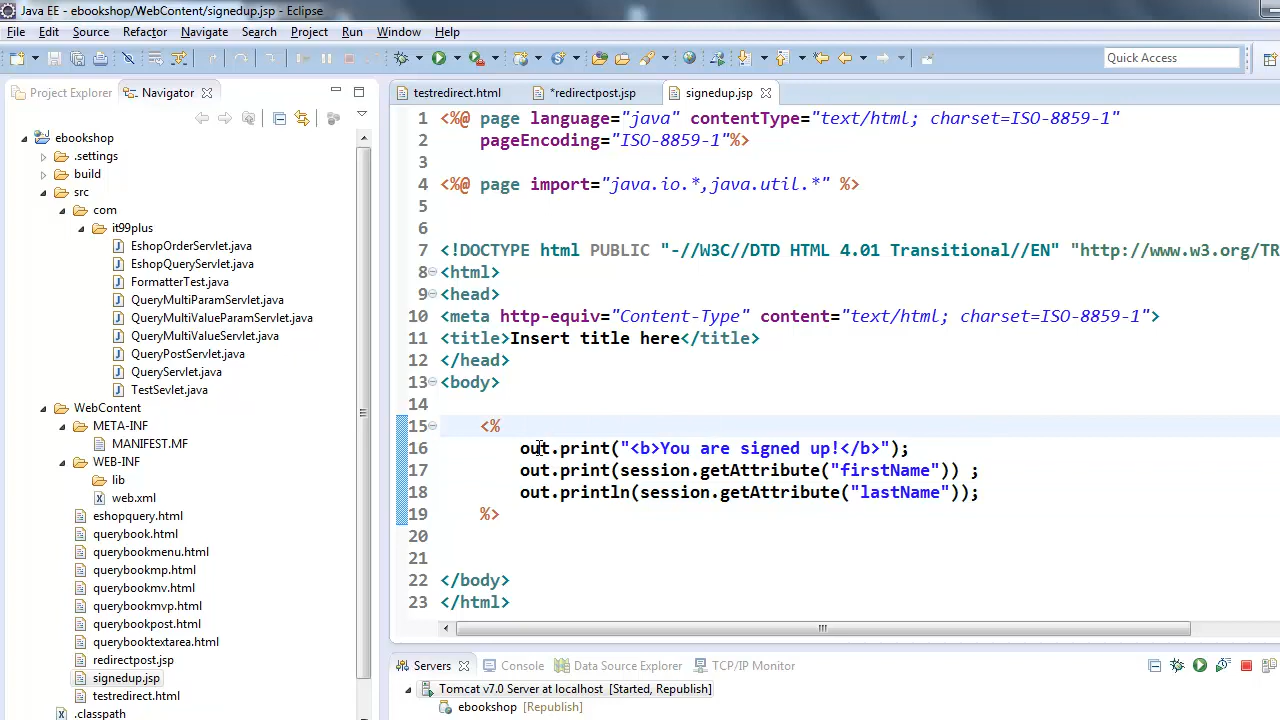 Java EE - ebookshop/WebContent/signedup.jsp - Eclipse
File Edit Source Refactor Navigate Search Project Run Window Help
Quick Access
Project Explorer Navigator
testredirect.html *redirectpost.jsp signedup.jsp
ebookshop
.settings
build
src
com
it99plus
EshopOrderServlet.java
EshopQueryServlet.java
FormatterTest.java
QueryMultiParamServlet.java
QueryMultiValueParamServlet.java
QueryMultiValueServlet.java
QueryPostServlet.java
QueryServlet.java
TestSevlet.java
WebContent
META-INF
MANIFEST.MF
WEB-INF
lib
web.xml
eshopquery.html
querybook.html
querybookmenu.html
querybookmp.html
querybookmv.html
querybookmvp.html
querybookpost.html
querybooktextarea.html
redirectpost.jsp
signedup.jsp
testredirect.html
.classpath
1 <%@ page language="java" contentType="text/html; charset=ISO-8859-1"
2 pageEncoding="ISO-8859-1"%>
3
4 <%@ page import="java.io.*,java.util.*" %>
5
6
7 <!DOCTYPE html PUBLIC "-//W3C//DTD HTML 4.01 Transitional//EN" "http://www.w3.org/TR
8 <html>
9 <head>
10 <meta http-equiv="Content-Type" content="text/html; charset=ISO-8859-1">
11 <title>Insert title here</title>
12 </head>
13 <body>
14
15 <%
16 out.print("<b>You are signed up!</b>");
17 out.print(session.getAttribute("firstName")) ;
18 out.println(session.getAttribute("lastName"));
19 %>
20
21
22 </body>
23 </html>
Servers Console Data Source Explorer TCP/IP Monitor
Tomcat v7.0 Server at localhost [Started, Republish]
ebookshop [Republish]